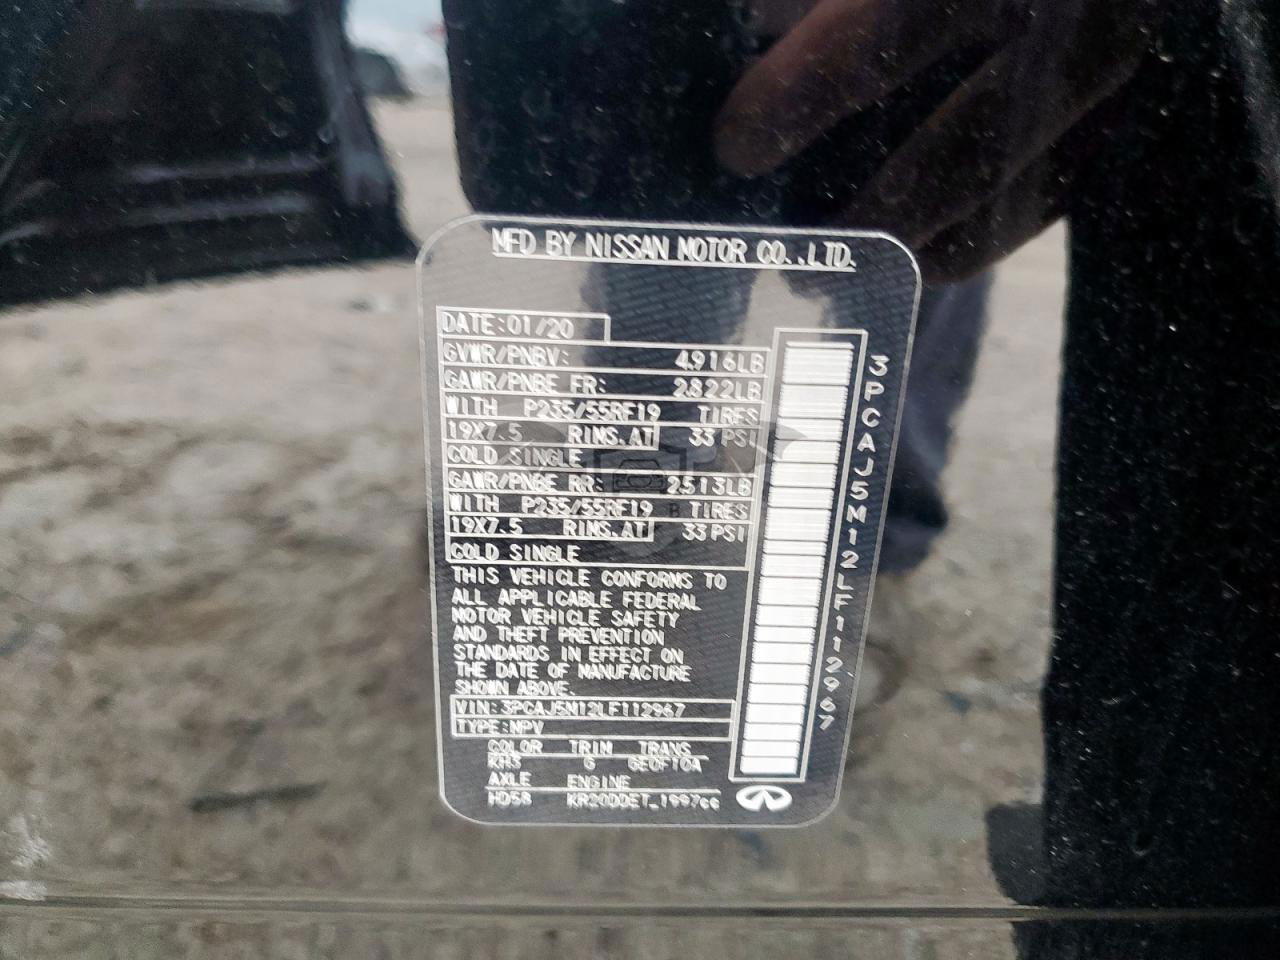 MFD BY NISSAN MOTOR CO.,LTD.
DATE:01/20
GVWR/PNBV: 4,916LB
GAWR/PNBE FR: 2822LB
WITH P235/55RF19 TIRES
19X7.5 RIMS.AT 33 PSI
COLD SINGLE
GAWR/PNBE RR: 2513LB
WITH P235/55RF19 TIRES
19X7.5 RIMS.AT 33 PSI
COLD SINGLE
THIS VEHICLE CONFORMS TO
ALL APPLICABLE FEDERAL
MOTOR VEHICLE SAFETY
AND THEFT PREVENTION
STANDARDS IN EFFECT ON
THE DATE OF MANUFACTURE
SHOWN ABOVE.
VIN:3PCAJ5M12LF112967
TYPE:MPV
COLOR TRIM TRANS
KH3 G GEOF10A
AXLE ENGINE
HD58 KR20DDET_1997cc
3PCAJ5M12LF112967